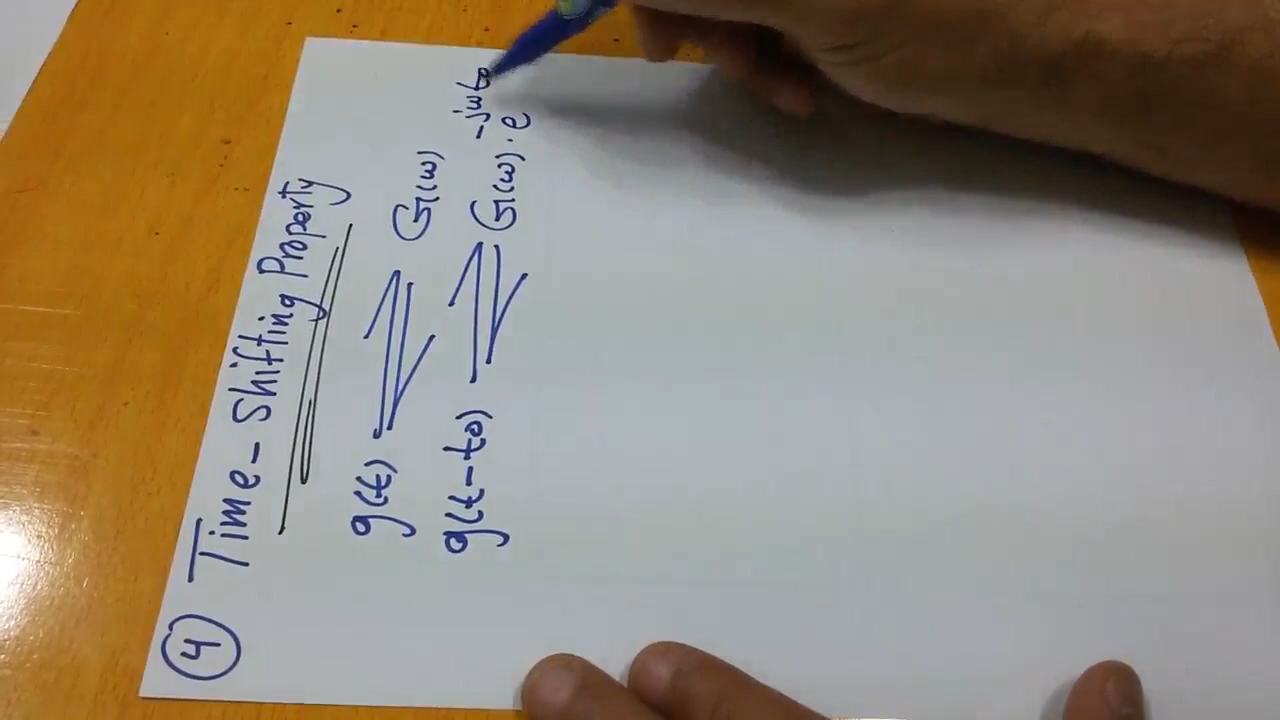 ④ Time-Shifting Property
g(t) ⇌ G(ω)
g(t-t0) ⇌ G(ω)·e^-jωt0